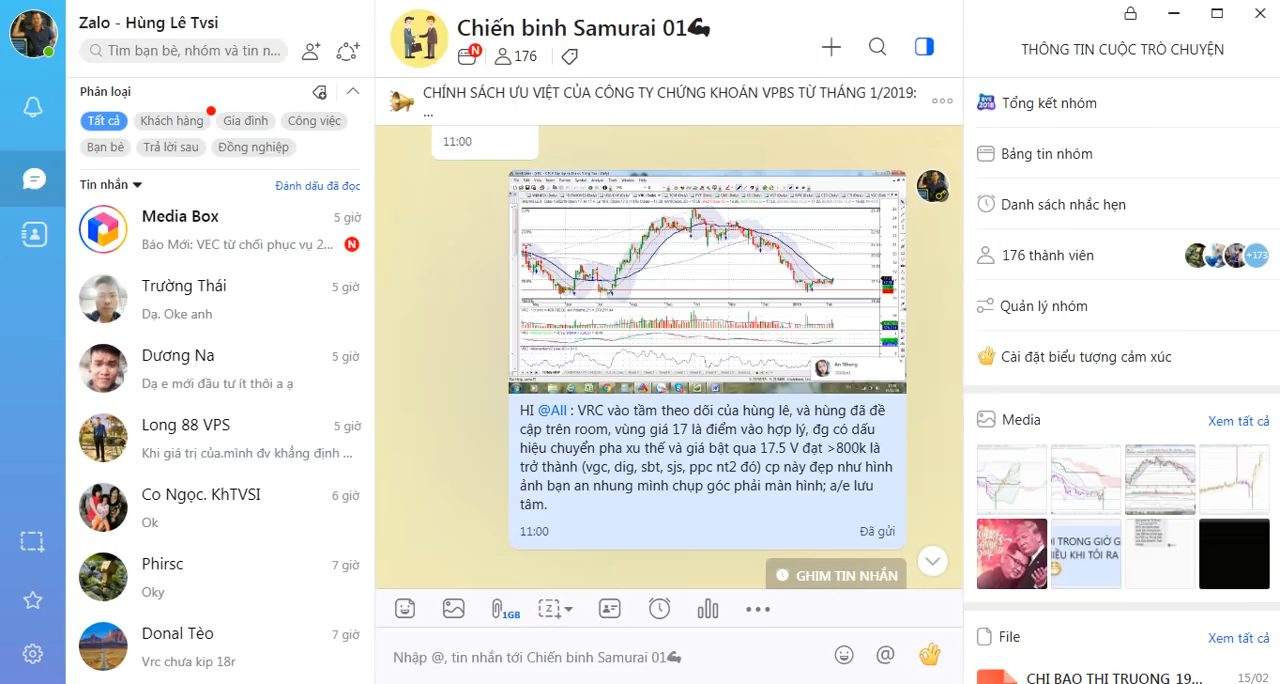 Zalo - Hùng Lê Tvsi
Tìm bạn bè, nhóm và tin n...
Phân loại
Tất cả
Khách hàng
Gia đình
Công việc
Bạn bè
Trả lời sau
Đồng nghiệp
Tin nhắn
Đánh dấu đã đọc
Media Box
5 giờ
Báo Mới: VEC từ chối phục vụ 2...
N
Trường Thái
5 giờ
Dạ. Oke anh
Dương Na
5 giờ
Dạ e mới đầu tư ít thôi a ạ
Long 88 VPS
5 giờ
Khi giá trị của.mình đv khẳng định ...
Co Ngọc. KhTVSI
6 giờ
Ok
Phirsc
7 giờ
Oky
Donal Tèo
7 giờ
Vrc chưa kip 18r
Chiến binh Samurai 01
N
176
CHÍNH SÁCH ƯU VIỆT CỦA CÔNG TY CHỨNG KHOÁN VPBS TỪ THÁNG 1/2019:
...
11:00
An Nhung
HI @All : VRC vào tầm theo dõi của hùng lê, và hùng đã đề
cập trên room, vùng giá 17 là điểm vào hợp lý, đg có dấu
hiệu chuyển pha xu thế và giá bật qua 17.5 V đạt >800k là
trở thành (vgc, dig, sbt, sjs, ppc nt2 đó) cp này đẹp như hình
ảnh bạn an nhung mình chụp góc phải màn hình; a/e lưu
tâm.
11:00
Đã gửi
GHIM TIN NHẮN
1GB
Nhập @, tin nhắn tới Chiến binh Samurai 01
THÔNG TIN CUỘC TRÒ CHUYỆN
BYE
2018
Tổng kết nhóm
Bảng tin nhóm
Danh sách nhắc hẹn
176 thành viên
+173
Quản lý nhóm
Cài đặt biểu tượng cảm xúc
Media
Xem tất cả
I TRONG GIỜ G
IỀU KHI TÔI RA
File
Xem tất cả
CHI BAO THI TRUONG_19...
15/02